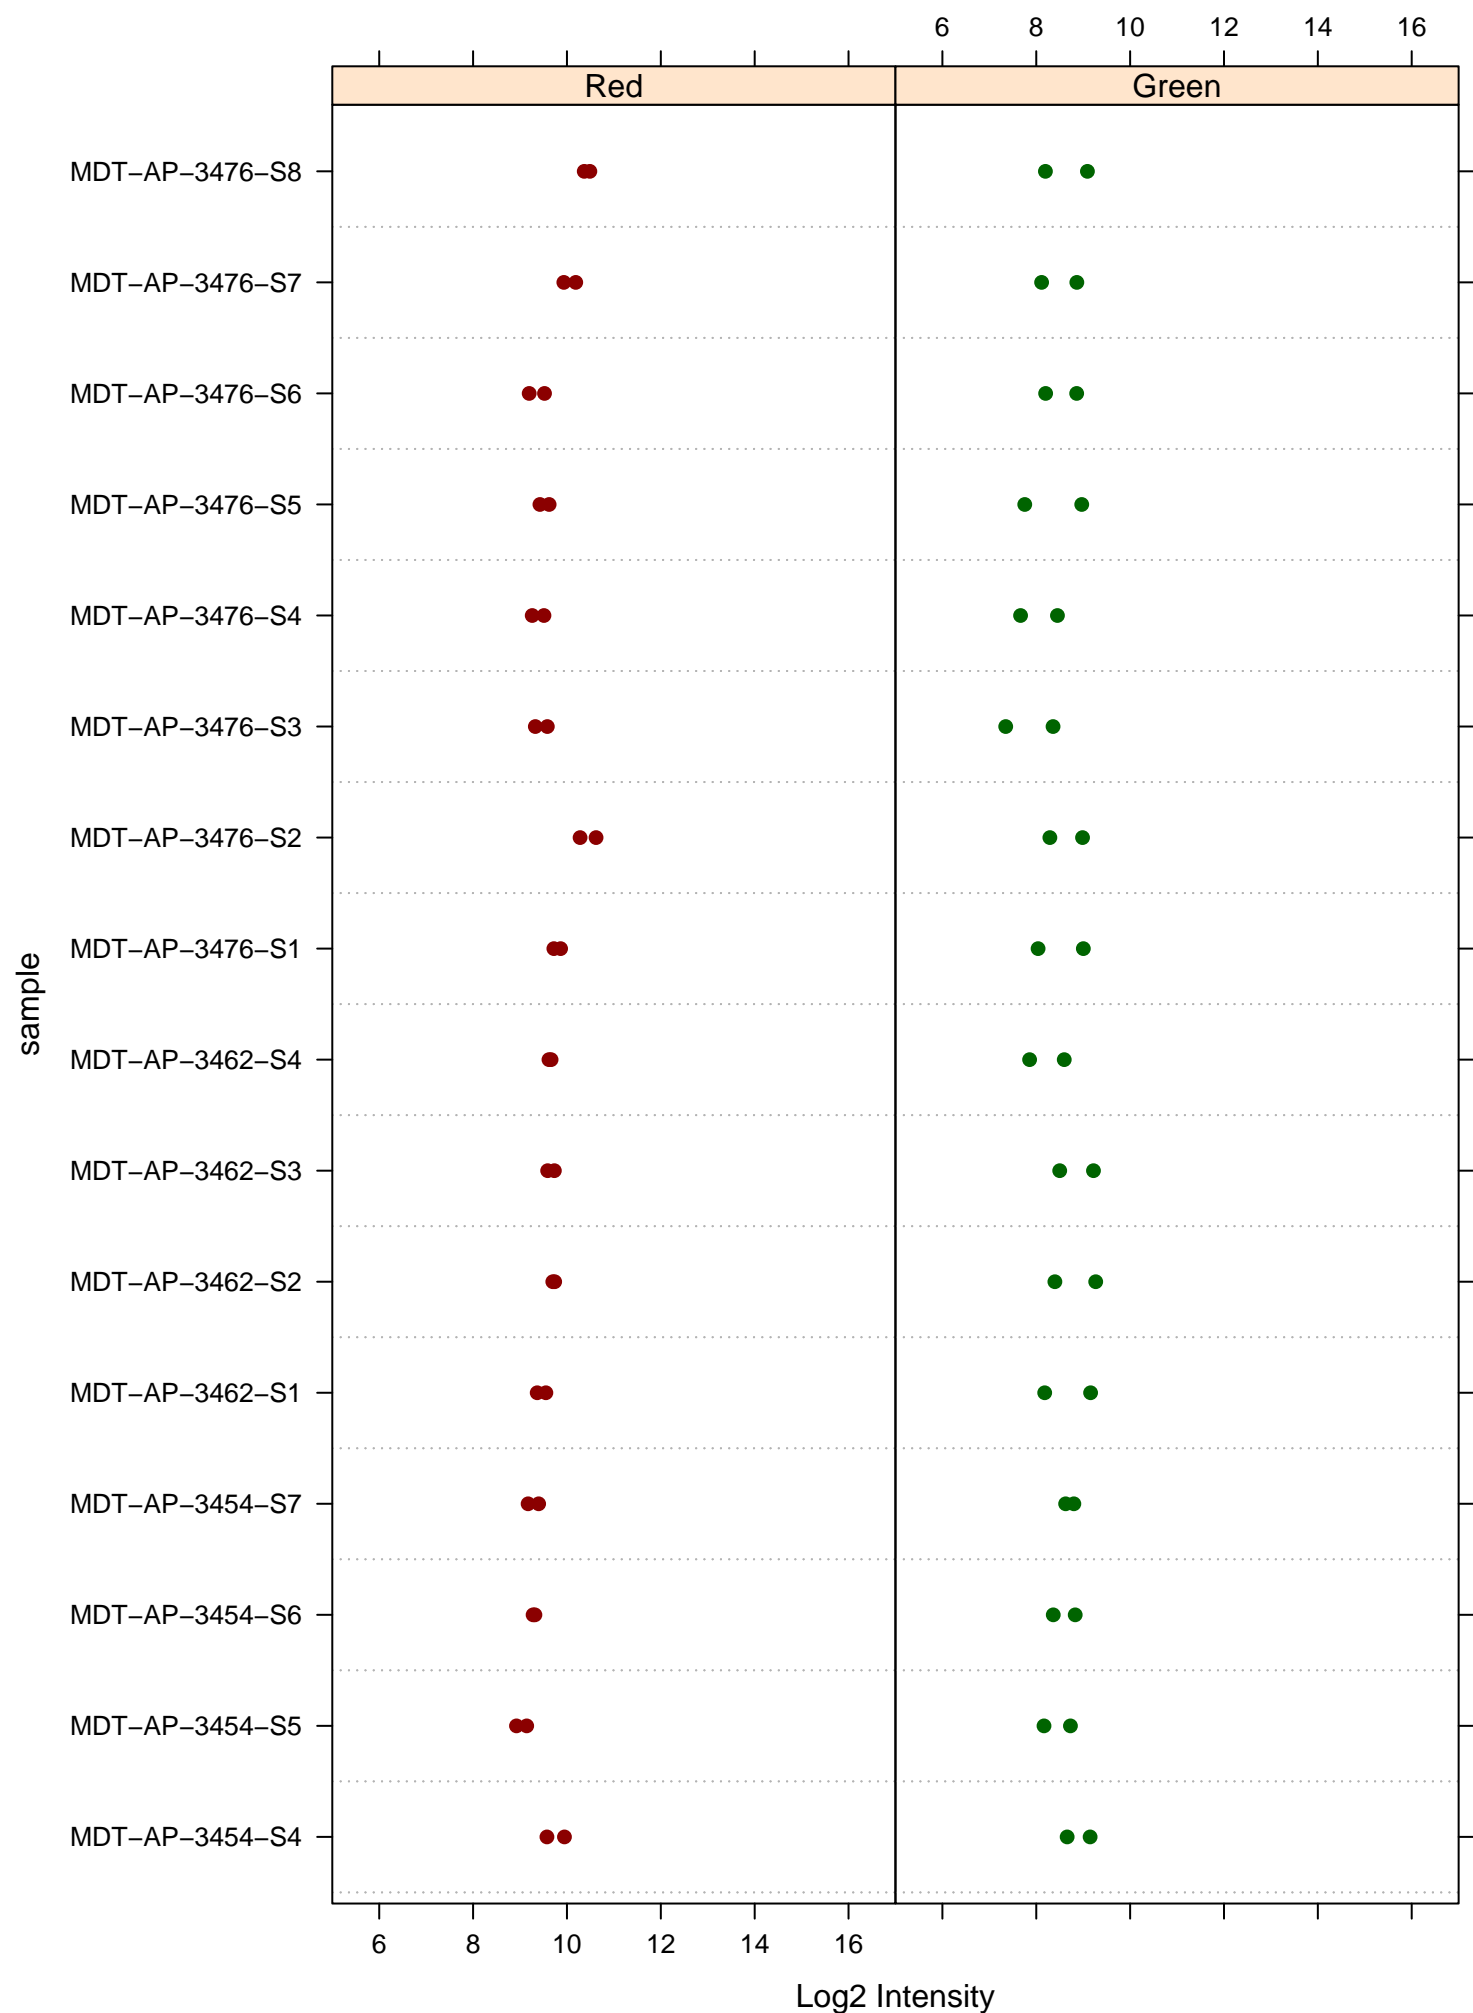 6 8 10 12 14 16
Red Green
MDT−AP−3476−S8
MDT−AP−3476−S7
MDT−AP−3476−S6
MDT−AP−3476−S5
MDT−AP−3476−S4
MDT−AP−3476−S3
MDT−AP−3476−S2
MDT−AP−3476−S1
sample
MDT−AP−3462−S4
MDT−AP−3462−S3
MDT−AP−3462−S2
MDT−AP−3462−S1
MDT−AP−3454−S7
MDT−AP−3454−S6
MDT−AP−3454−S5
MDT−AP−3454−S4
6 8 10 12 14 16
Log2 Intensity